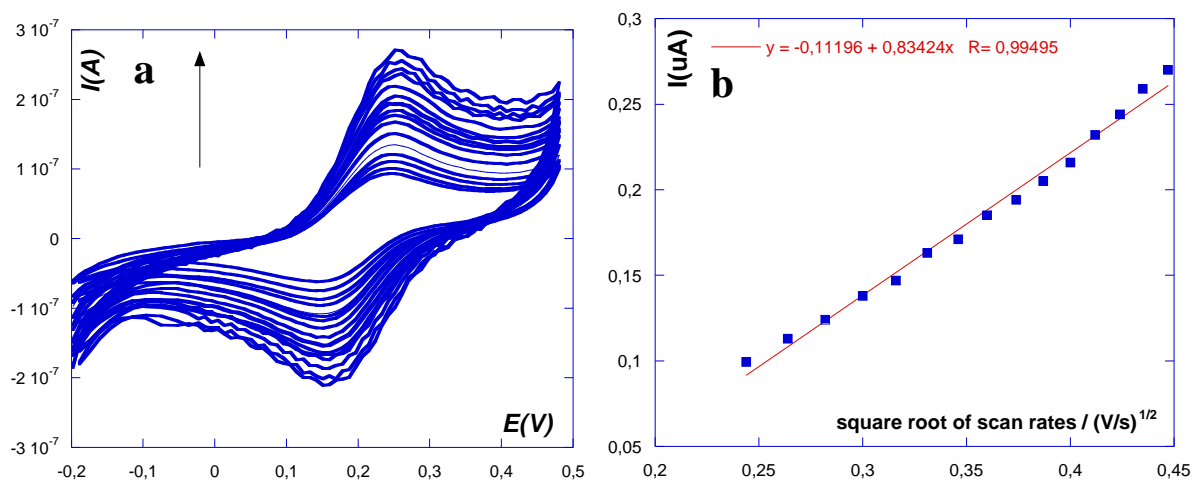 a
I(A)
3 10-7
2 10-7
1 10-7
0
-1 10-7
-2 10-7
-3 10-7
E(V)
-0,2 -0,1 0 0,1 0,2 0,3 0,4 0,5
b
I(uA)
y = -0,11196 + 0,83424x R= 0,99495
0,3
0,25
0,2
0,15
0,1
0,05
square root of scan rates / (V/s)1/2
0,2 0,25 0,3 0,35 0,4 0,45